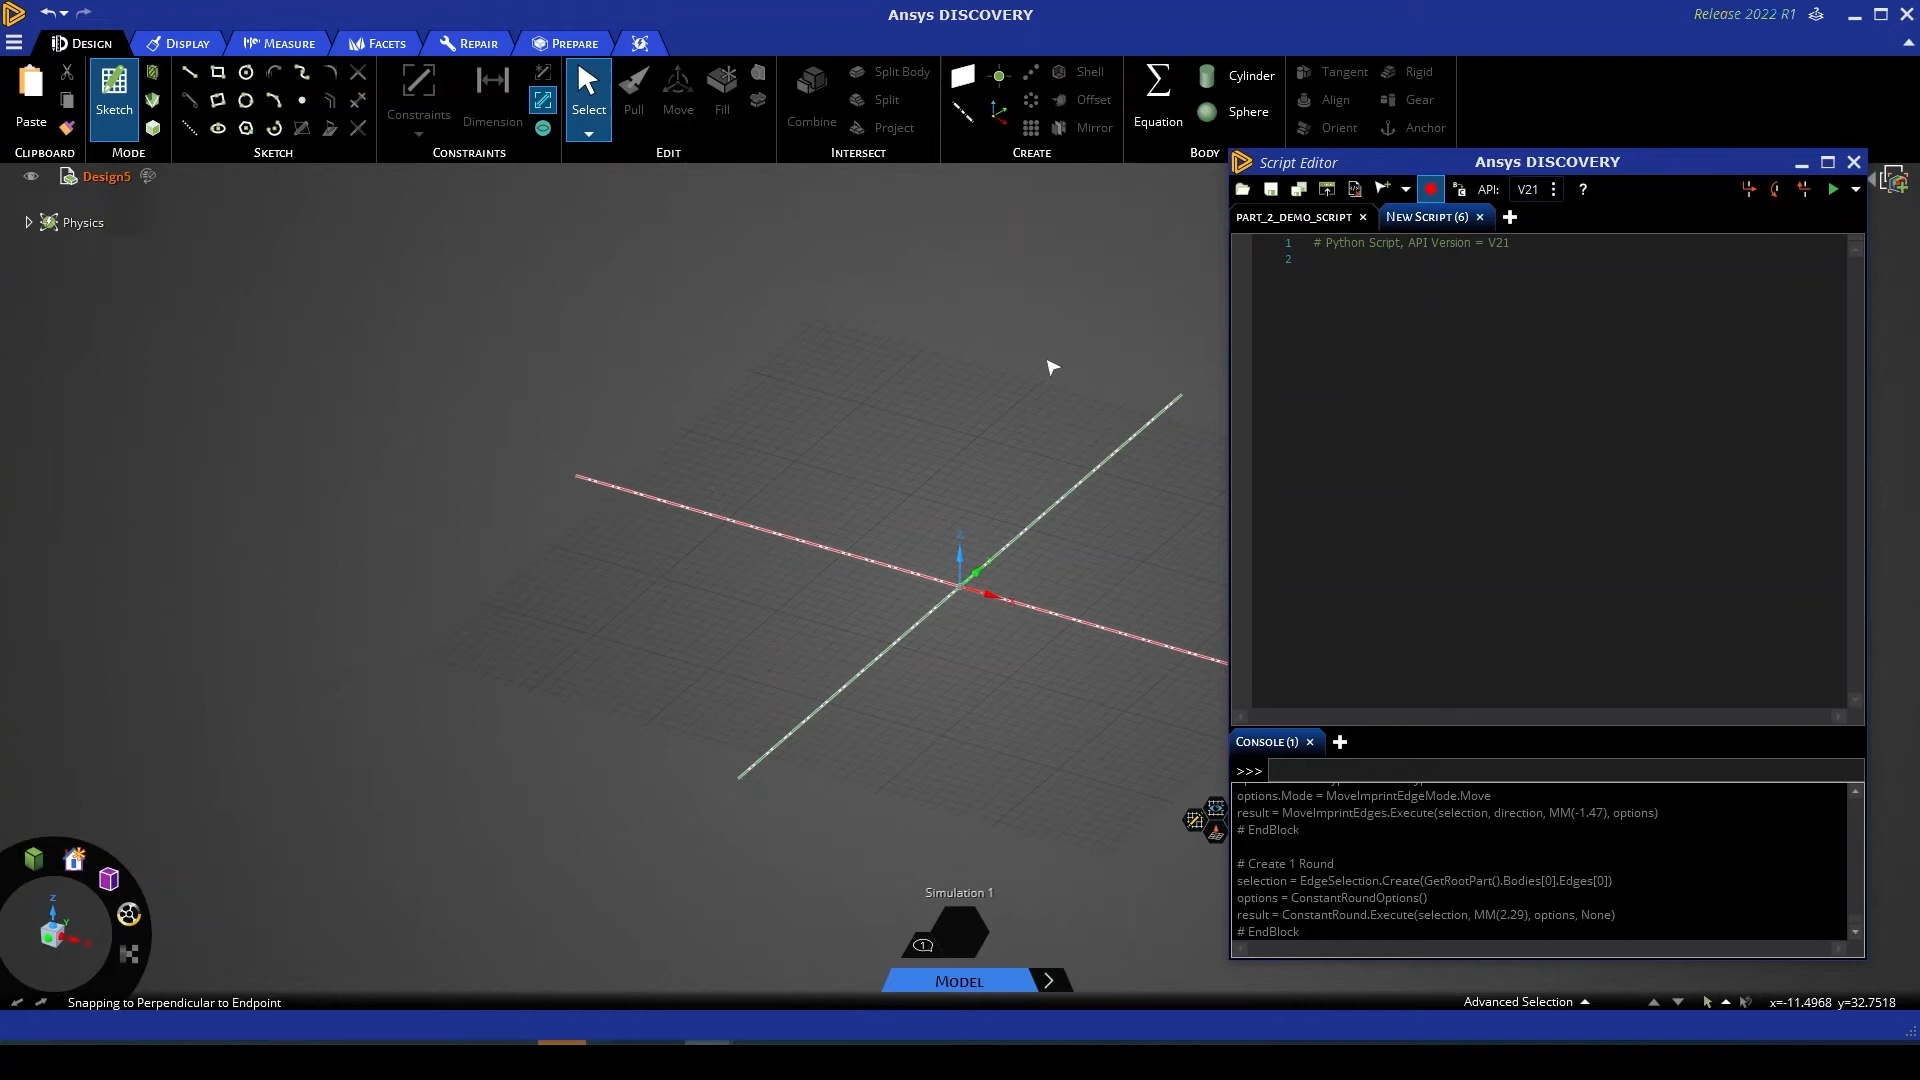 Ansys DISCOVERY
Release 2022 R1
DESIGN
DISPLAY
MEASURE
FACETS
REPAIR
PREPARE
Paste
Sketch
Constraints
Dimension
Select
Pull
Move
Fill
Combine
Split Body
Split
Project
Shell
Offset
Mirror
Equation
Cylinder
Sphere
Tangent
Align
Orient
Rigid
Gear
Anchor
CLIPBOARD
MODE
SKETCH
CONSTRAINTS
EDIT
INTERSECT
CREATE
BODY
Design5
Physics
Script Editor
Ansys DISCOVERY
API:
V21
?
PART_2_DEMO_SCRIPT
NEW SCRIPT (6)
1 # Python Script, API Version = V21
2
CONSOLE (1)
>>>
options.Mode = MoveImprintEdgeMode.Move
result = MoveImprintEdges.Execute(selection, direction, MM(-1.47), options)
# EndBlock
# Create 1 Round
selection = EdgeSelection.Create(GetRootPart().Bodies[0].Edges[0])
options = ConstantRoundOptions()
result = ConstantRound.Execute(selection, MM(2.29), options, None)
# EndBlock
Z
Z
Y
X
Simulation 1
1
MODEL
Snapping to Perpendicular to Endpoint
Advanced Selection
x=-11.4968 y=32.7518